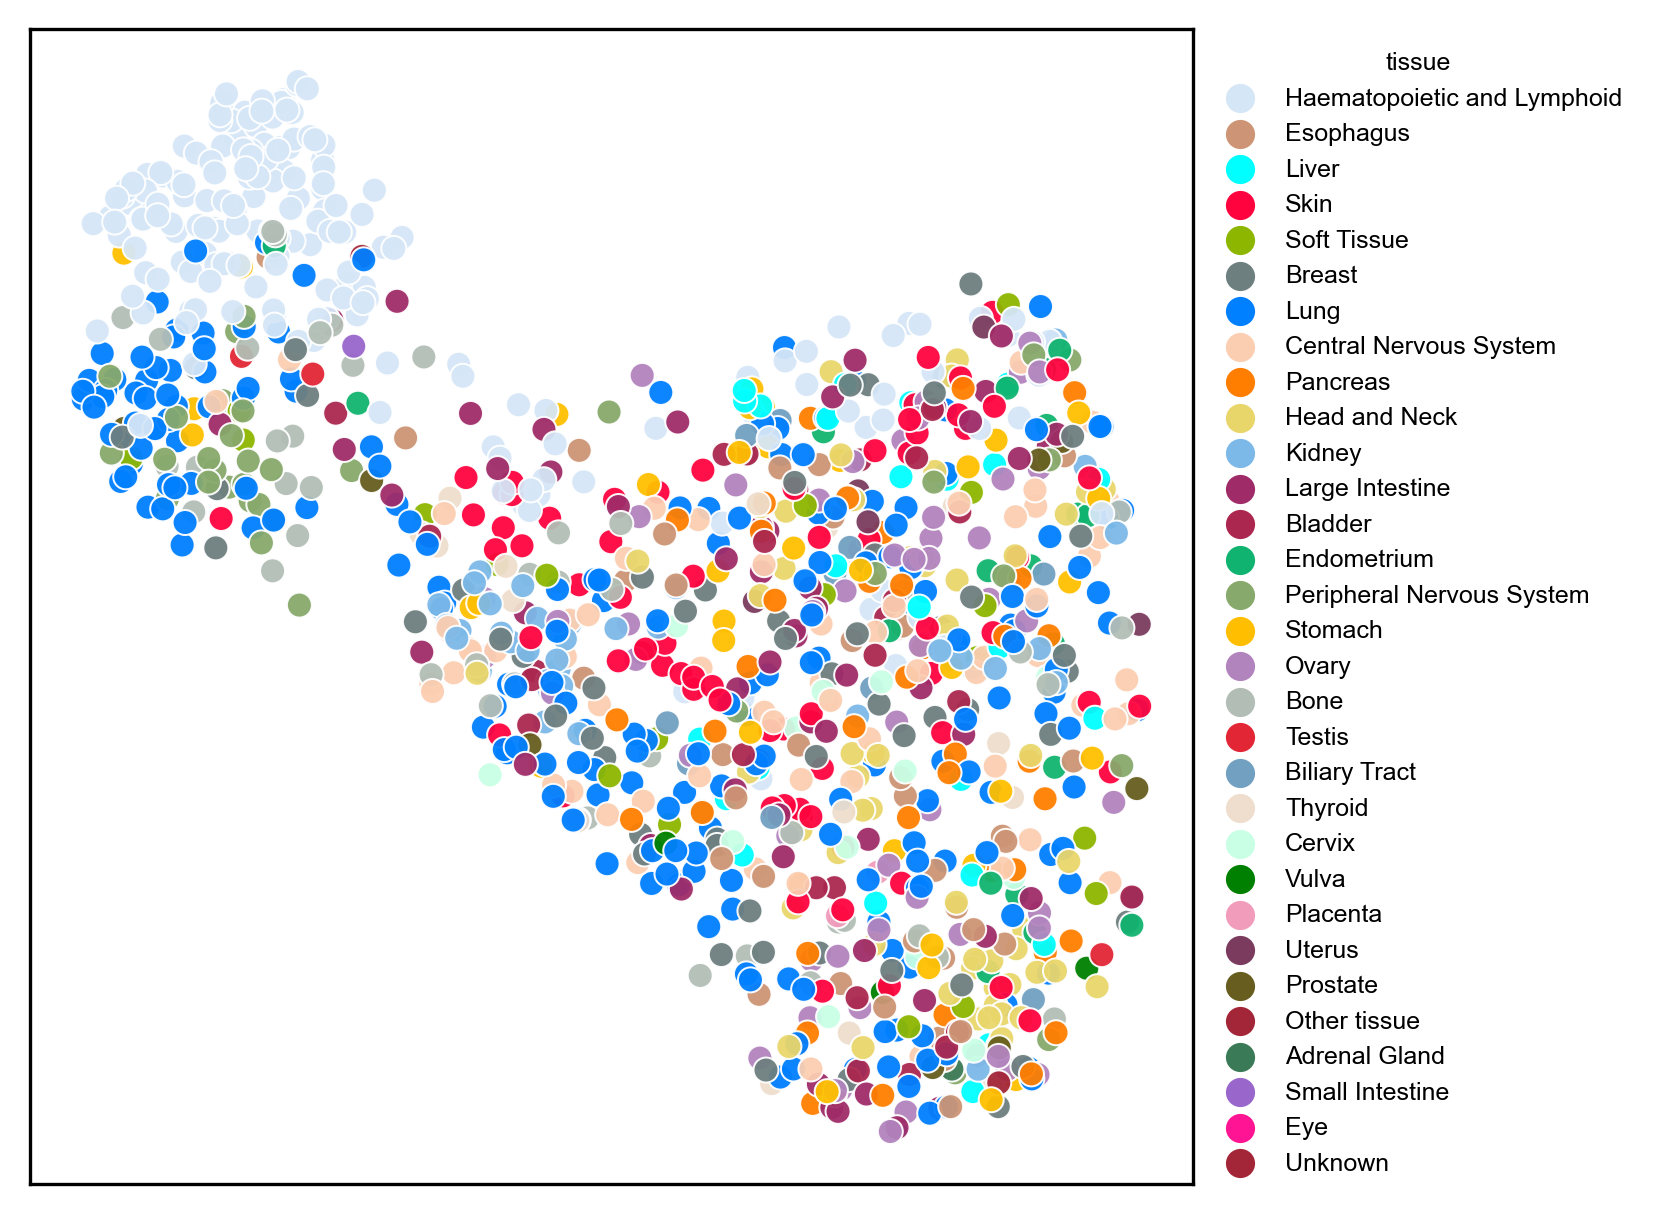 tissue
Haematopoietic and Lymphoid
Esophagus
Liver
Skin
Soft Tissue
Breast
Lung
Central Nervous System
Pancreas
Head and Neck
Kidney
Large Intestine
Bladder
Endometrium
Peripheral Nervous System
Stomach
Ovary
Bone
Testis
Biliary Tract
Thyroid
Cervix
Vulva
Placenta
Uterus
Prostate
Other tissue
Adrenal Gland
Small Intestine
Eye
Unknown